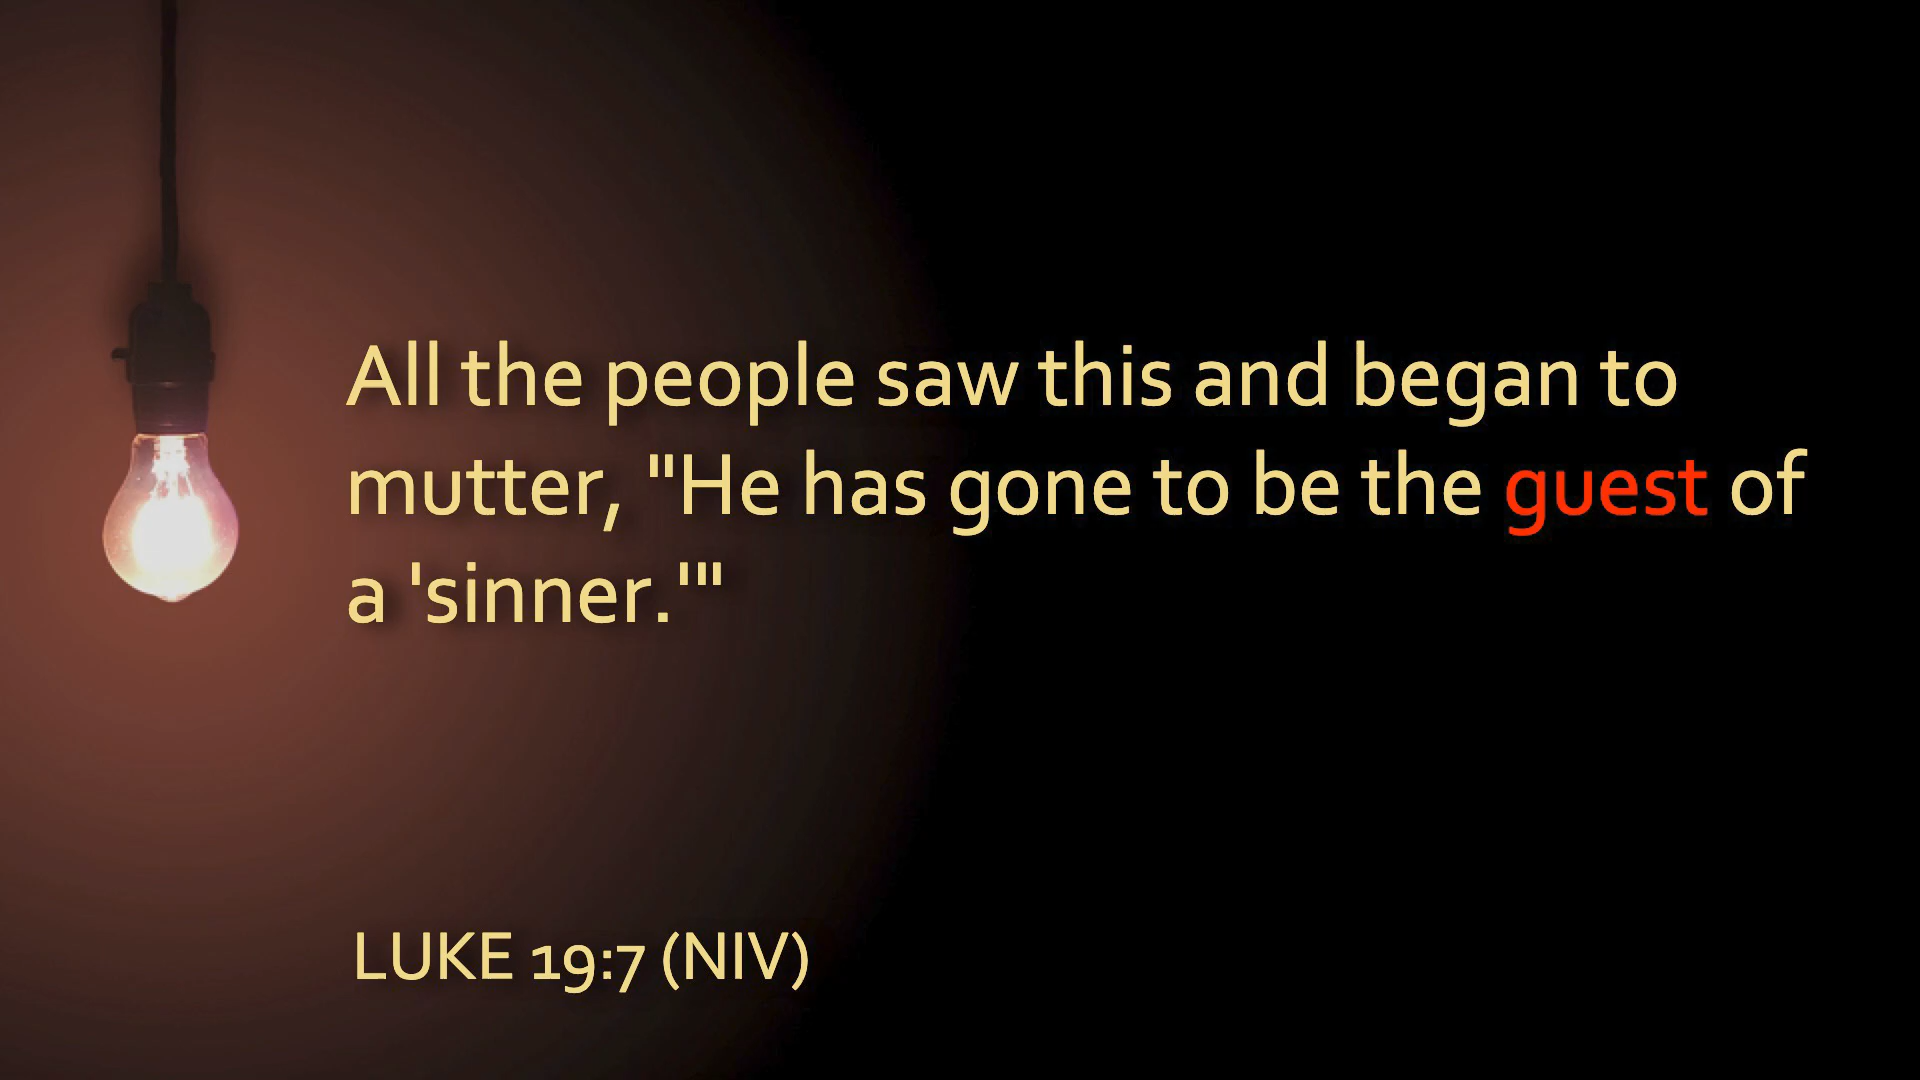 All the people saw this and began to
mutter, "He has gone to be the guest of
a 'sinner.'"
LUKE 19:7 (NIV)